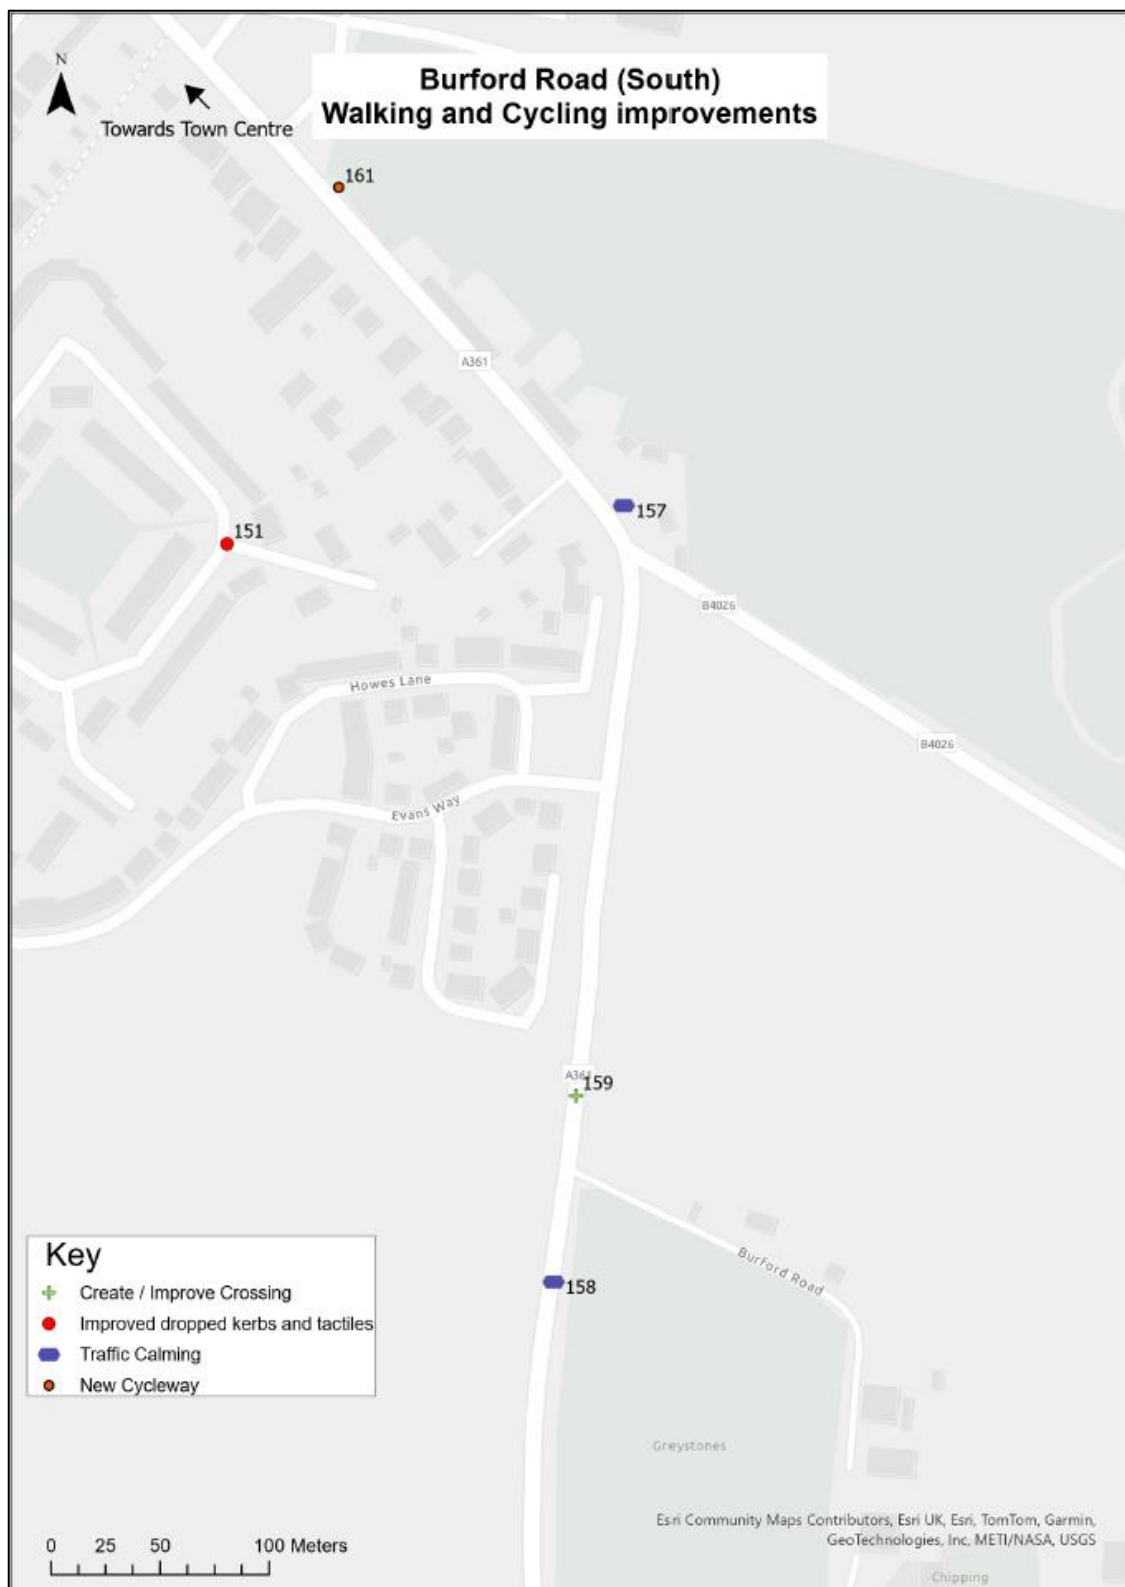 N
Burford Road (South)
Walking and Cycling improvements
Towards Town Centre
161
A361
157
151
B4026
Howes Lane
B4026
Evans Way
A361
159
Burford Road
158
Key
Create / Improve Crossing
Improved dropped kerbs and tactiles
Traffic Calming
New Cycleway
Greystones
Esri Community Maps Contributors, Esri UK, Esri, TomTom, Garmin,
GeoTechnologies, Inc, METI/NASA, USGS
0 25 50 100 Meters
Chipping